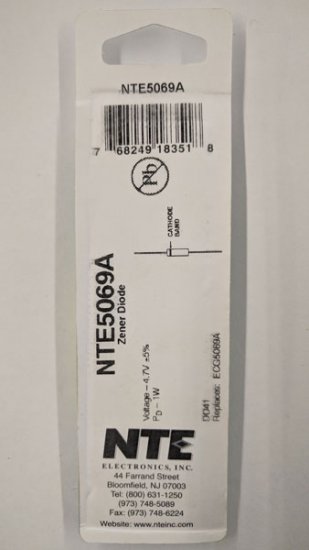 NTE5069A
7 68249 18351 8
Pb
CATHODE
BAND
NTE5069A
Zener Diode
Voltage – 4.7V ±5%
PD – 1W
DO41
Replaces: ECG5069A
NTE
ELECTRONICS, INC.
44 Farrand Street
Bloomfield, NJ 07003
Tel: (800) 631-1250
(973) 748-5089
Fax: (973) 748-6224
Website: www.nteinc.com